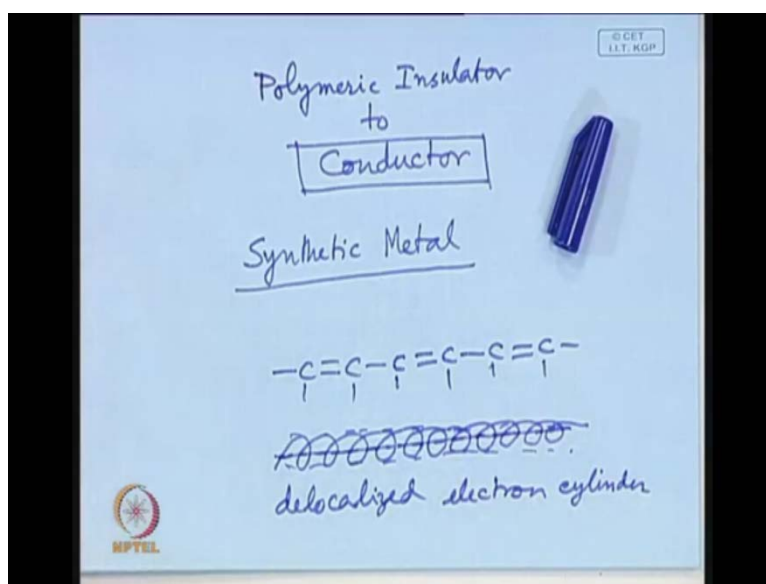 © CET
I.I.T. KGP
Polymeric Insulator
to
Conductor
Synthetic Metal
-C=C-C=C-C=C-
delocalized electron cylinder
NPTEL